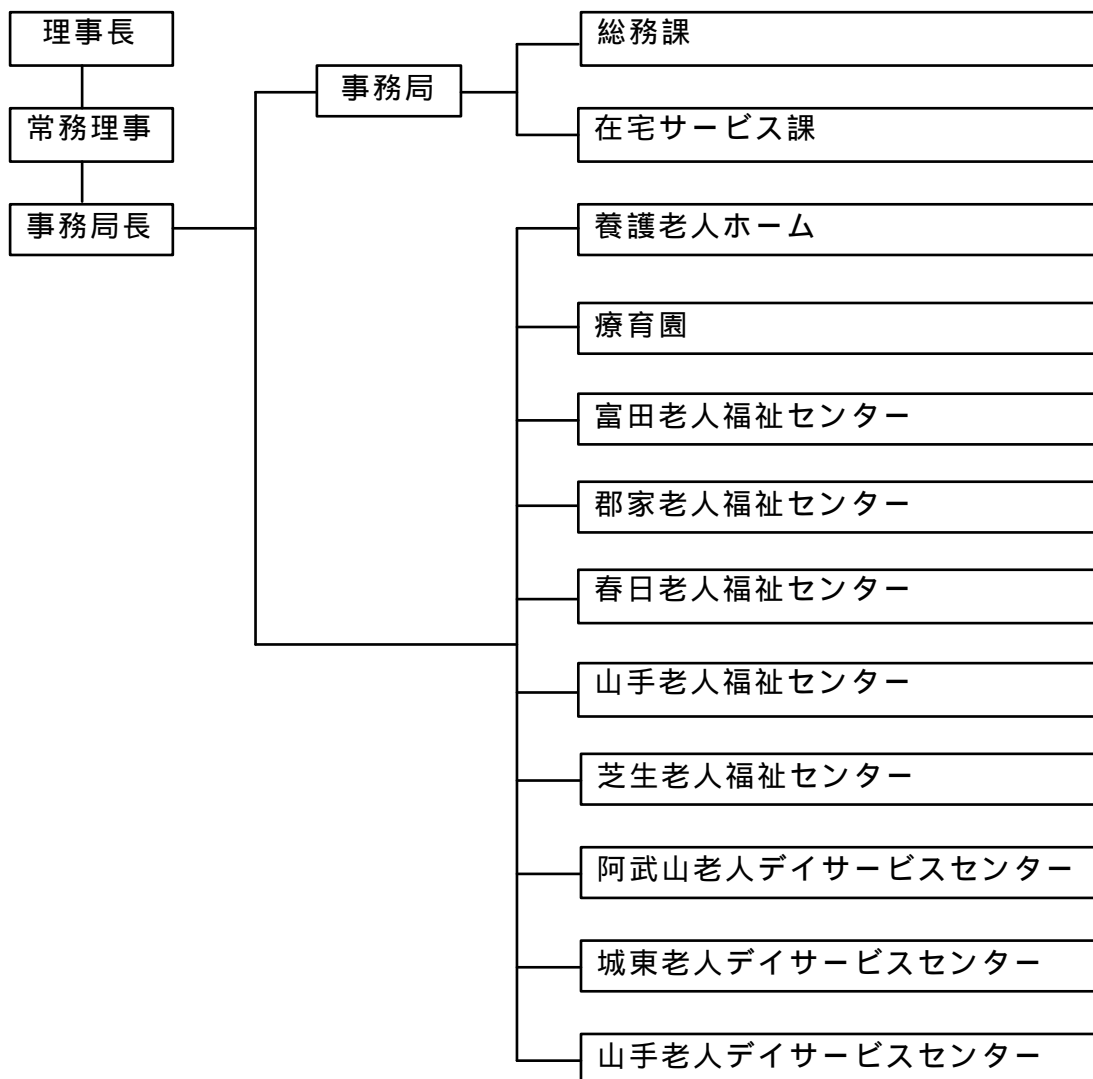 理事長
常務理事
事務局長
事務局
総務課
在宅サービス課
養護老人ホーム
療育園
富田老人福祉センター
郡家老人福祉センター
春日老人福祉センター
山手老人福祉センター
芝生老人福祉センター
阿武山老人デイサービスセンター
城東老人デイサービスセンター
山手老人デイサービスセンター